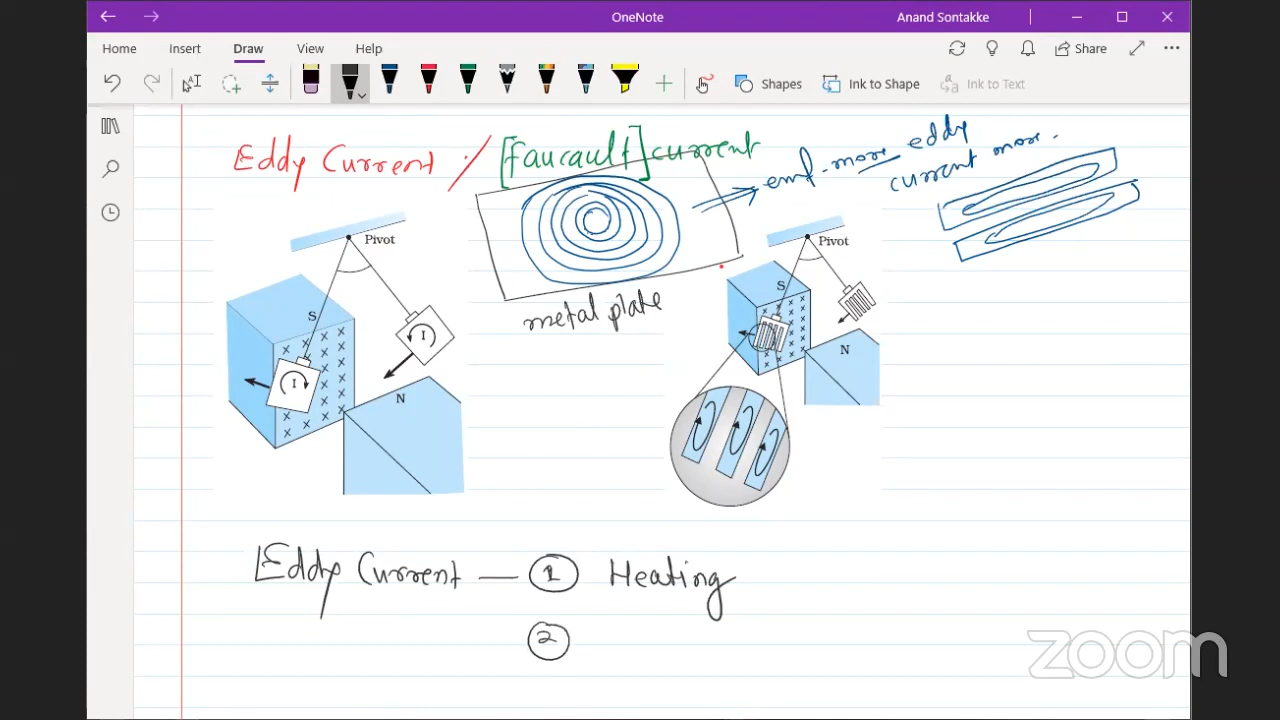 OneNote
Anand Sontakke
Home Insert Draw View Help
Share
Shapes Ink to Shape Ink to Text
Eddy Current / [Faucault] current
emf more eddy
current more.
Pivot
S
I
I
N
metal plate
Pivot
S
N
Eddy Current — ① Heating
②
zoom